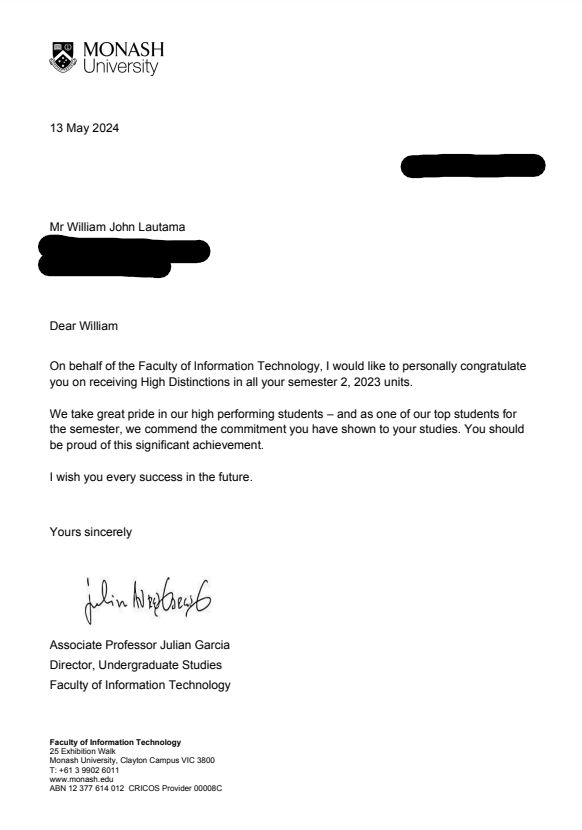 MONASH
University
13 May 2024
Mr William John Lautama
Dear William
On behalf of the Faculty of Information Technology, I would like to personally congratulate
you on receiving High Distinctions in all your semester 2, 2023 units.
We take great pride in our high performing students – and as one of our top students for
the semester, we commend the commitment you have shown to your studies. You should
be proud of this significant achievement.
I wish you every success in the future.
Yours sincerely
Associate Professor Julian Garcia
Director, Undergraduate Studies
Faculty of Information Technology
Faculty of Information Technology
25 Exhibition Walk
Monash University, Clayton Campus VIC 3800
T: +61 3 9902 6011
www.monash.edu
ABN 12 377 614 012 CRICOS Provider 00008C